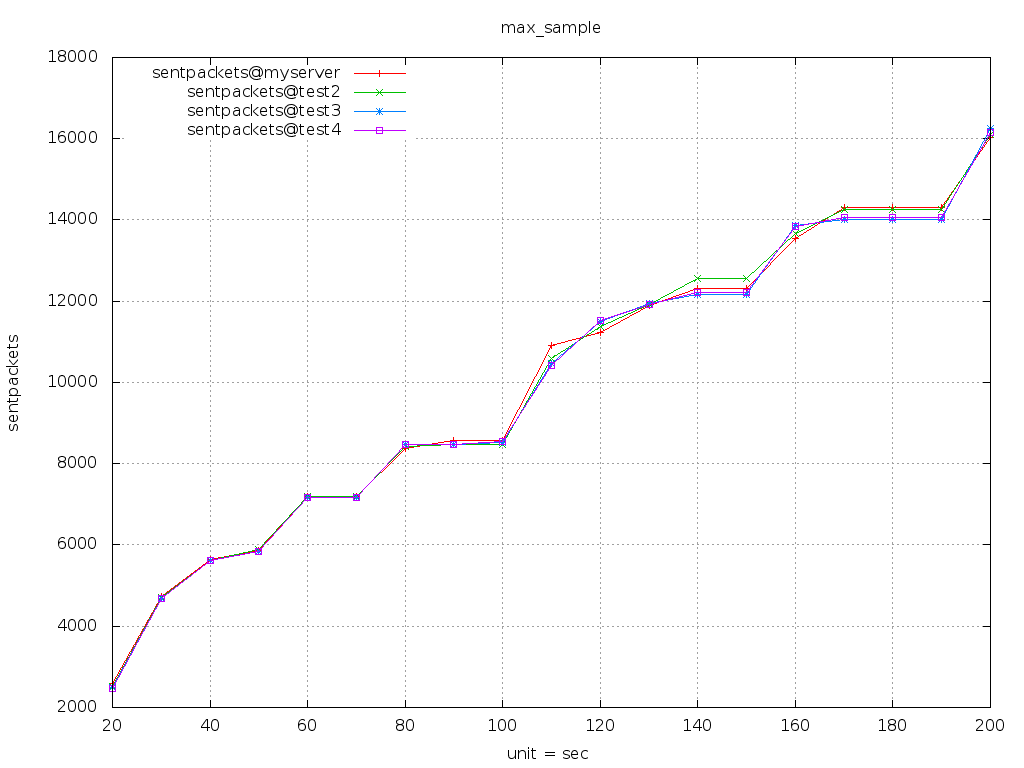 max_sample
18000
16000
14000
12000
10000
8000
6000
4000
2000
sentpackets
sentpackets@myserver
sentpackets@test2
sentpackets@test3
sentpackets@test4
20 40 60 80 100 120 140 160 180 200
unit = sec